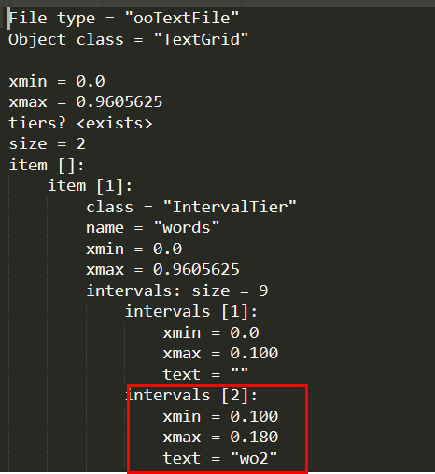 File type = "ooTextFile"
Object class = "TextGrid"
xmin = 0.0
xmax = 0.9605625
tiers? <exists>
size = 2
item []:
item [1]:
class = "IntervalTier"
name = "words"
xmin = 0.0
xmax = 0.9605625
intervals: size = 9
intervals [1]:
xmin = 0.0
xmax = 0.100
text = ""
intervals [2]:
xmin = 0.100
xmax = 0.180
text = "wo2"